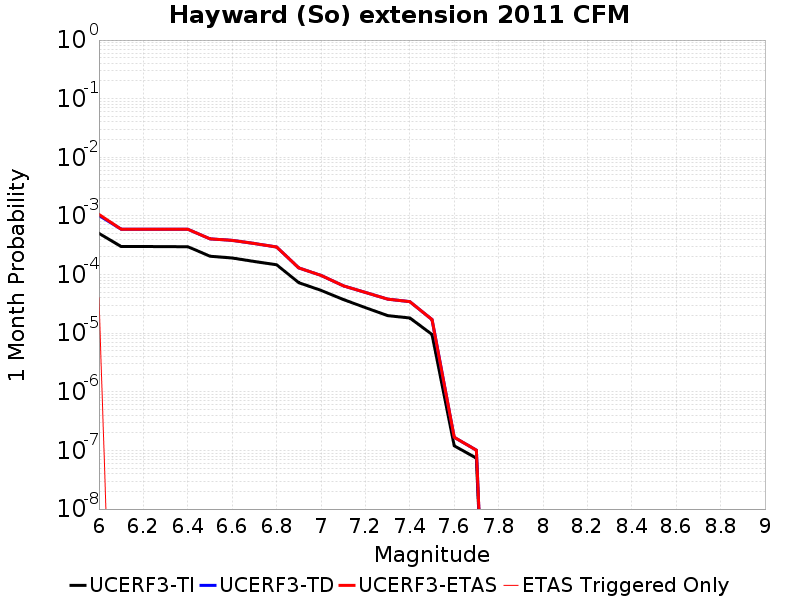 Hayward (So) extension 2011 CFM
10^0
10^-1
10^-2
10^-3
10^-4
10^-5
10^-6
10^-7
10^-8
1 Month Probability
6 6.2 6.4 6.6 6.8 7 7.2 7.4 7.6 7.8 8 8.2 8.4 8.6 8.8 9
Magnitude
UCERF3-TI UCERF3-TD UCERF3-ETAS ETAS Triggered Only